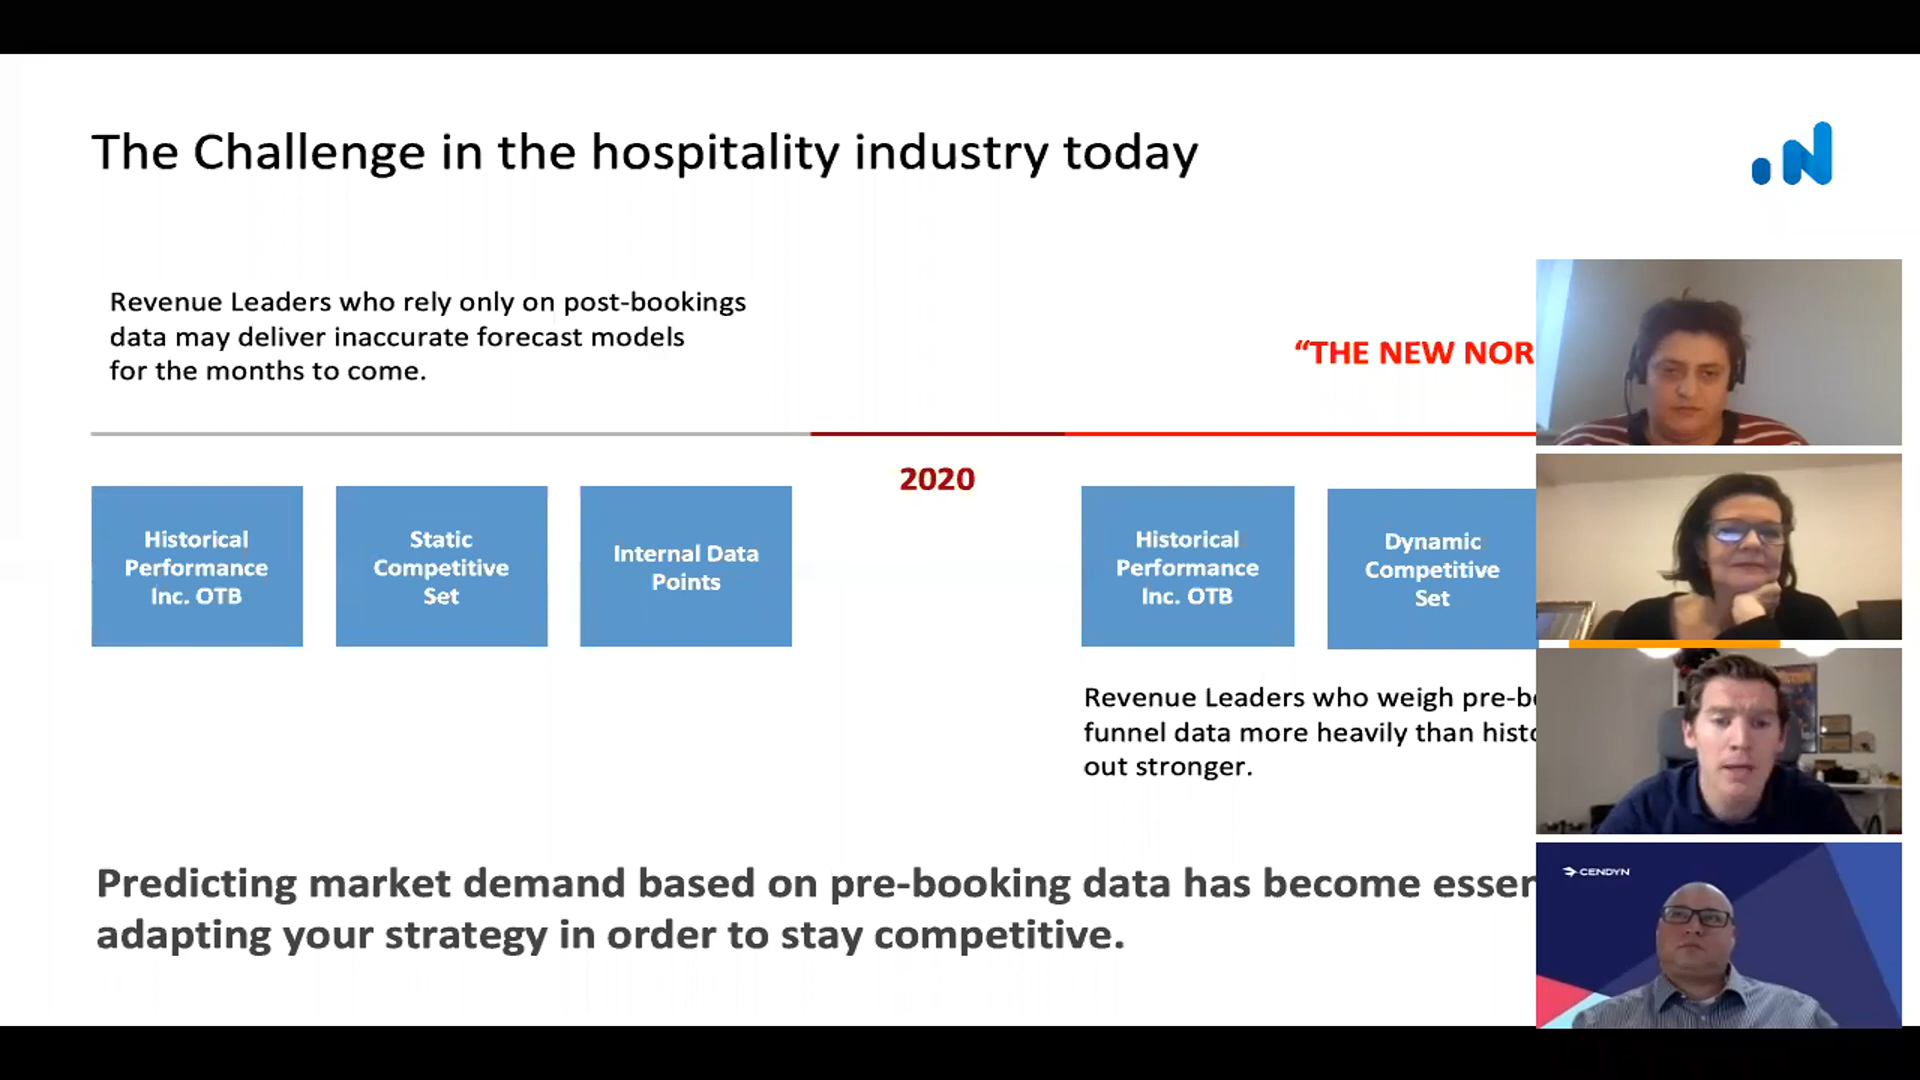 The Challenge in the hospitality industry today
Revenue Leaders who rely only on post-bookings
data may deliver inaccurate forecast models
for the months to come.
“THE NEW NOR
2020
Historical
Performance
Inc. OTB
Static
Competitive
Set
Internal Data
Points
Historical
Performance
Inc. OTB
Dynamic
Competitive
Set
Revenue Leaders who weigh pre-b
funnel data more heavily than histo
out stronger.
Predicting market demand based on pre-booking data has become essen
adapting your strategy in order to stay competitive.
CENDYN